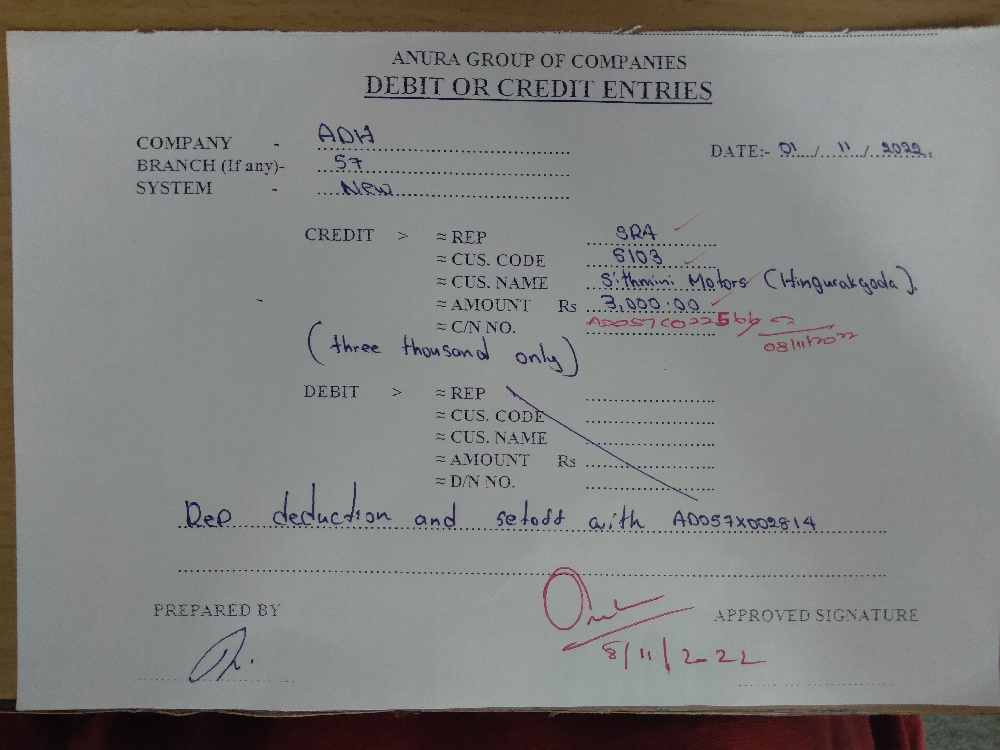 ANURA GROUP OF COMPANIES
DEBIT OR CREDIT ENTRIES
COMPANY - ADH
DATE:- 01 / 11 / 2022.
BRANCH (If any)- 57
SYSTEM - New
CREDIT > ≈ REP SRA
≈ CUS. CODE 5103
≈ CUS. NAME Sithmini Motors (Hingurakgoda).
≈ AMOUNT Rs 3,000.00
≈ C/N NO. AD057C022566
08/11/2022
(three thousand only)
DEBIT > ≈ REP
≈ CUS. CODE
≈ CUS. NAME
≈ AMOUNT Rs
≈ D/N NO.
deduction and setoff with AD057X002814
PREPARED BY
APPROVED SIGNATURE
8/11/2022